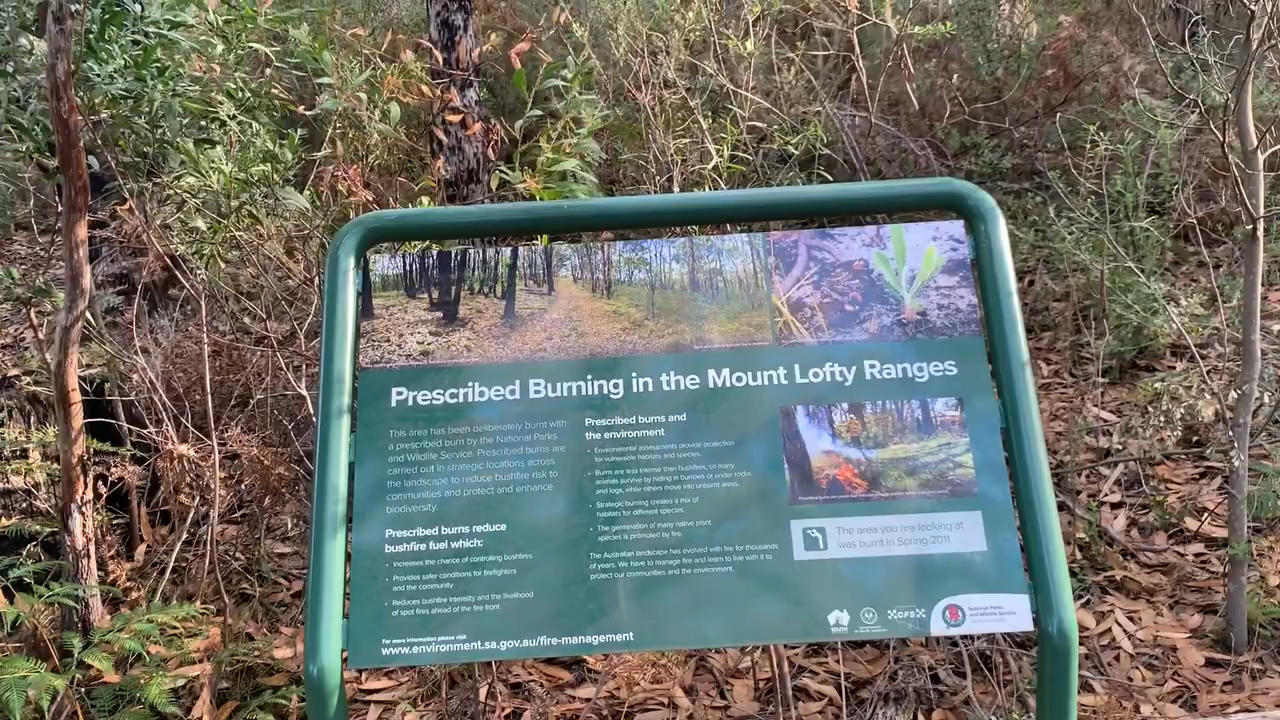 Prescribed Burning in the Mount Lofty Ranges
This area has been deliberately burnt with
a prescribed burn by the National Parks
and Wildlife Service. Prescribed burns are
carried out in strategic locations across
the landscape to reduce bushfire risk to
communities and protect and enhance
biodiversity.
Prescribed burns reduce
bushfire fuel which:
• Increases the chance of controlling bushfires
• Provides safer conditions for firefighters
and the community
• Reduces bushfire intensity and the likelihood
of spot fires ahead of the fire front.
For more information please visit
www.environment.sa.gov.au/fire-management
Prescribed burns and
the environment
• Environmental assessments provide protection
for vulnerable habitats and species.
• Burns are less intense than bushfires, so many
animals survive by hiding in burrows or under rocks
and logs, while others move into unburnt areas.
• Strategic burning creates a mix of
habitats for different species.
• The germination of many native plant
species is promoted by fire.
The Australian landscape has evolved with fire for thousands
of years. We have to manage fire and learn to live with it to
protect our communities and the environment.
The area you are looking at
was burnt in Spring 2011
SOUTH
Government
of South Australia
CFS
National Parks
and Wildlife Service